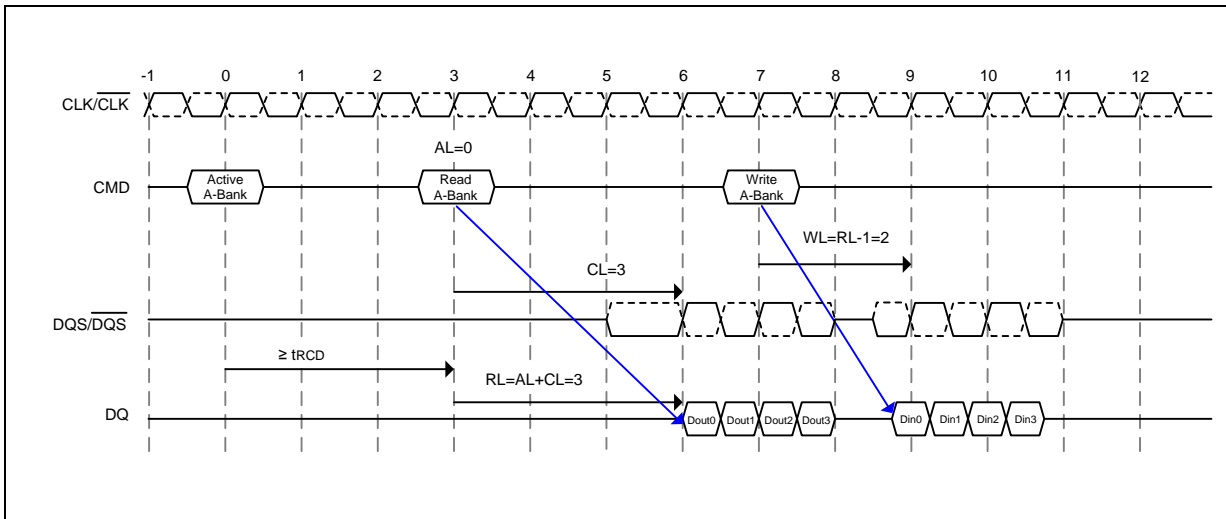 -1 0 1 2 3 4 5 6 7 8 9 10 11 12
CLK/CLK
AL=0
CMD
Active
A-Bank
Read
A-Bank
Write
A-Bank
WL=RL-1=2
CL=3
DQS/DQS
≥ tRCD
RL=AL+CL=3
DQ
Dout0 Dout1 Dout2 Dout3 Din0 Din1 Din2 Din3